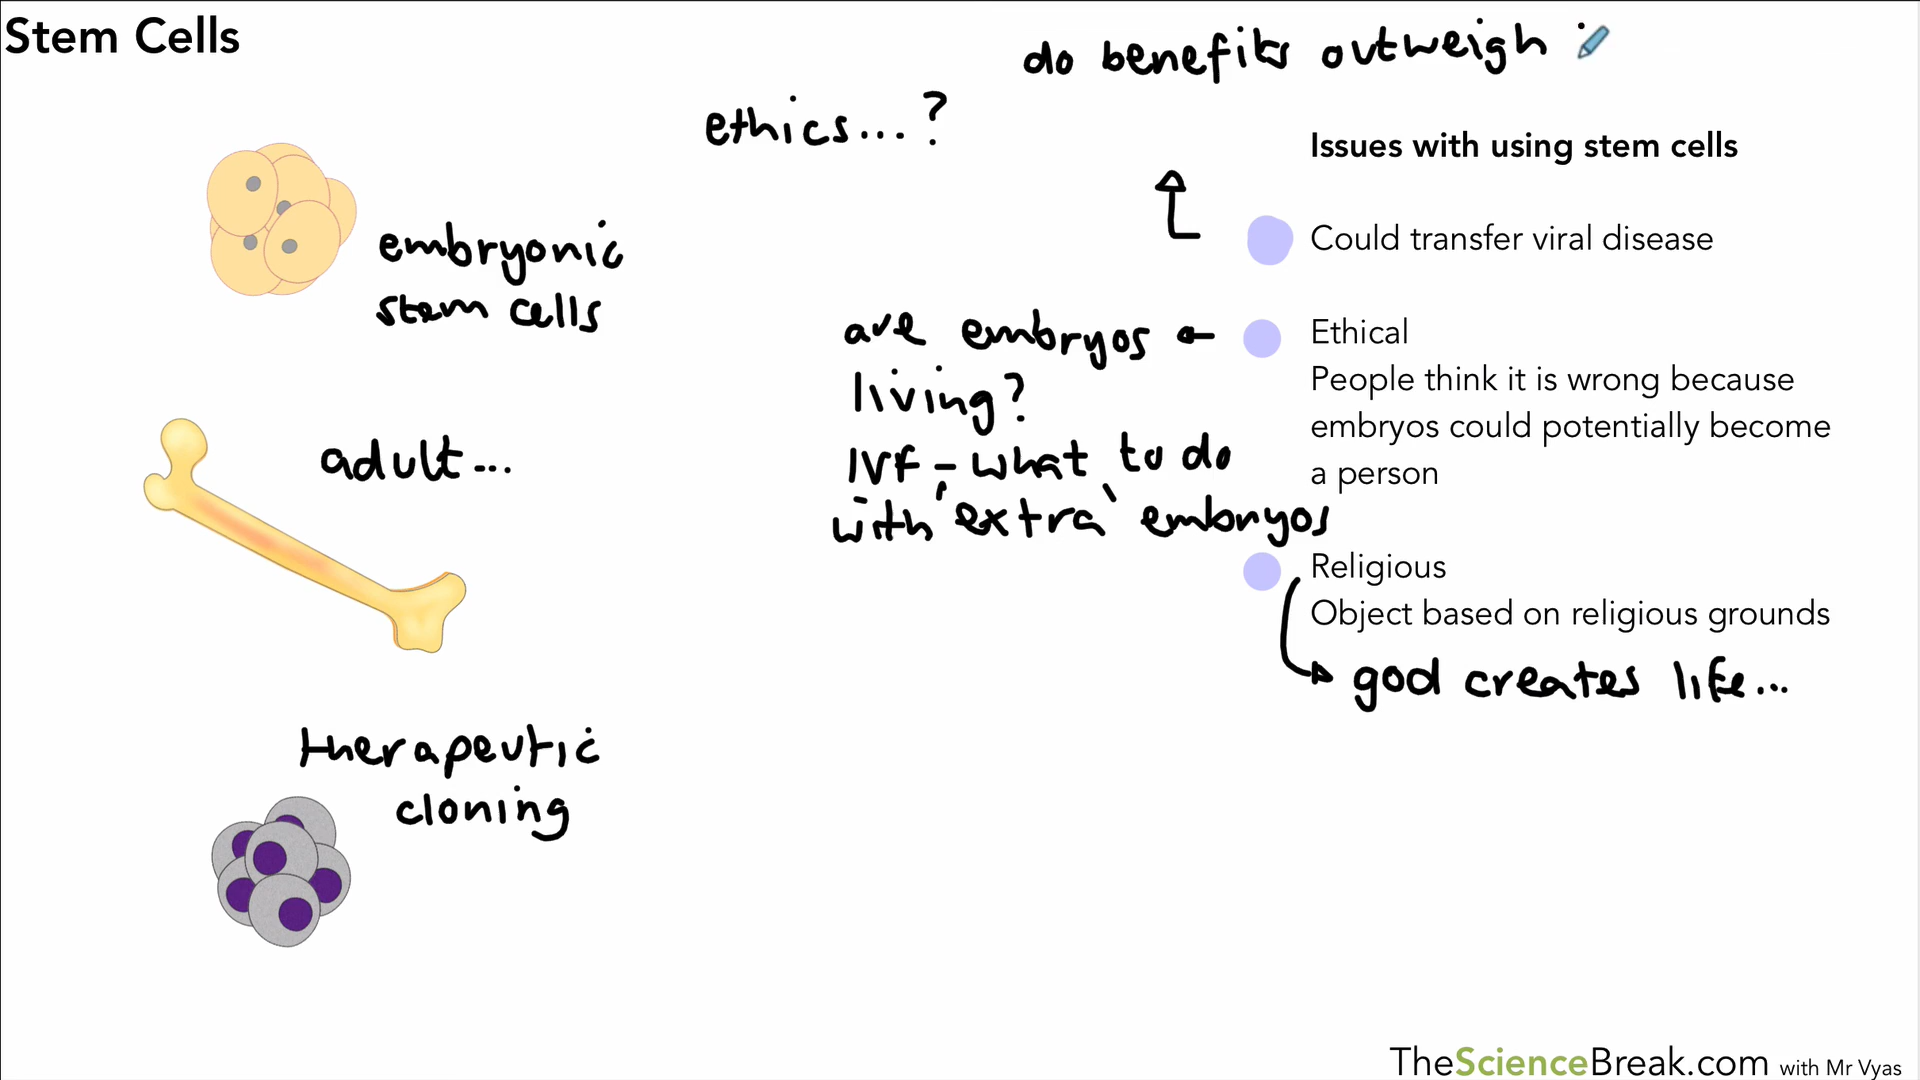 Stem Cells
do benefits outweigh
ethics...?
Issues with using stem cells
Could transfer viral disease
embryonic
stem cells
are embryos
living?
IVF - what to do
with 'extra' embryos
Ethical
People think it is wrong because
embryos could potentially become
a person
adult...
Religious
Object based on religious grounds
god creates life...
therapeutic
cloning
TheScienceBreak.com with Mr Vyas